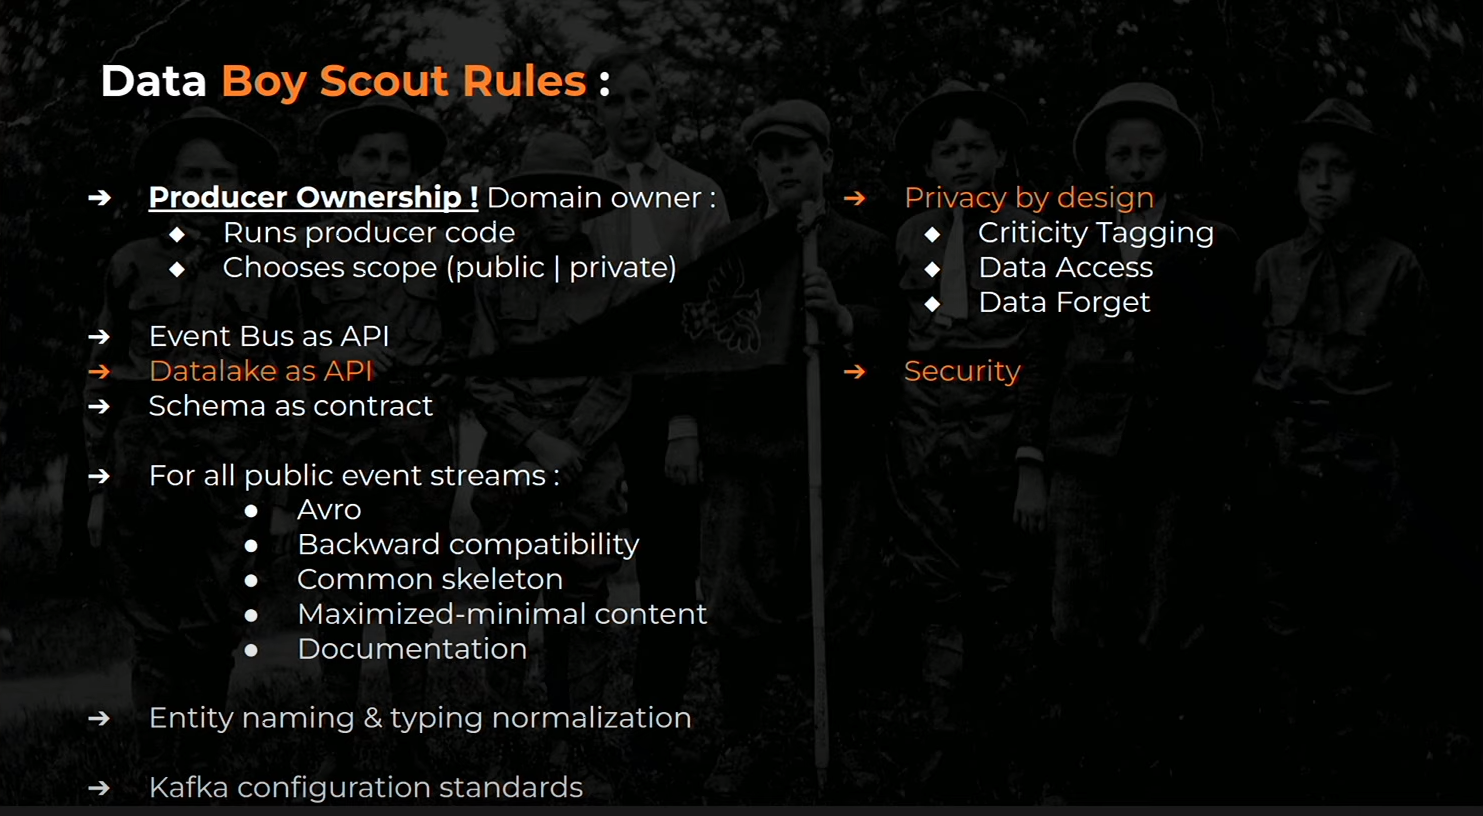 Data Boy Scout Rules :
➔ Producer Ownership ! Domain owner :
◆ Runs producer code
◆ Chooses scope (public | private)
➔ Event Bus as API
➔ Datalake as API
➔ Schema as contract
➔ For all public event streams :
● Avro
● Backward compatibility
● Common skeleton
● Maximized-minimal content
● Documentation
➔ Entity naming & typing normalization
➔ Kafka configuration standards
➔ Privacy by design
◆ Criticity Tagging
◆ Data Access
◆ Data Forget
➔ Security